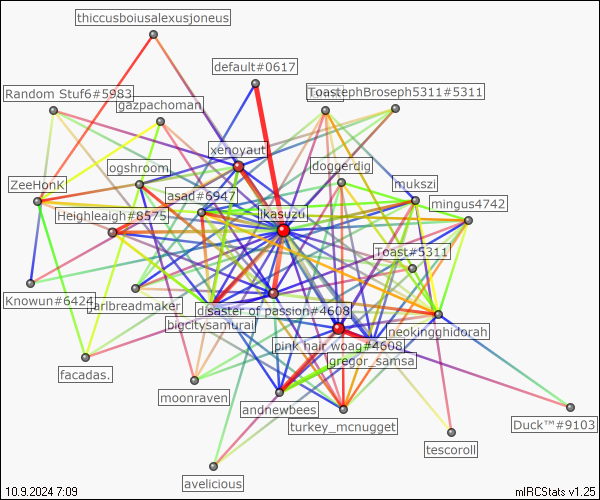 thiccusboiusalexusjoneus
default#0617
Random Stuf6#5983
ToastephBroseph5311#5311
gazpachoman
xenoyaut
ogshroom
doggerdig
ZeeHonK
asad#6947
mukszi
Heighleaigh#8575
ikasuzu
mingus4742
Toast#5311
Knowun#6424
jarlbreadmaker
disaster of passion#4608
bigcitysamurai
neokingghidorah
pink hair woag#4608
gregor_samsa
facadas.
moonraven
andnewbees
turkey_mcnugget
Duck™#9103
tescoroll
avelicious
10.9.2024 7:09
mIRCStats v1.25